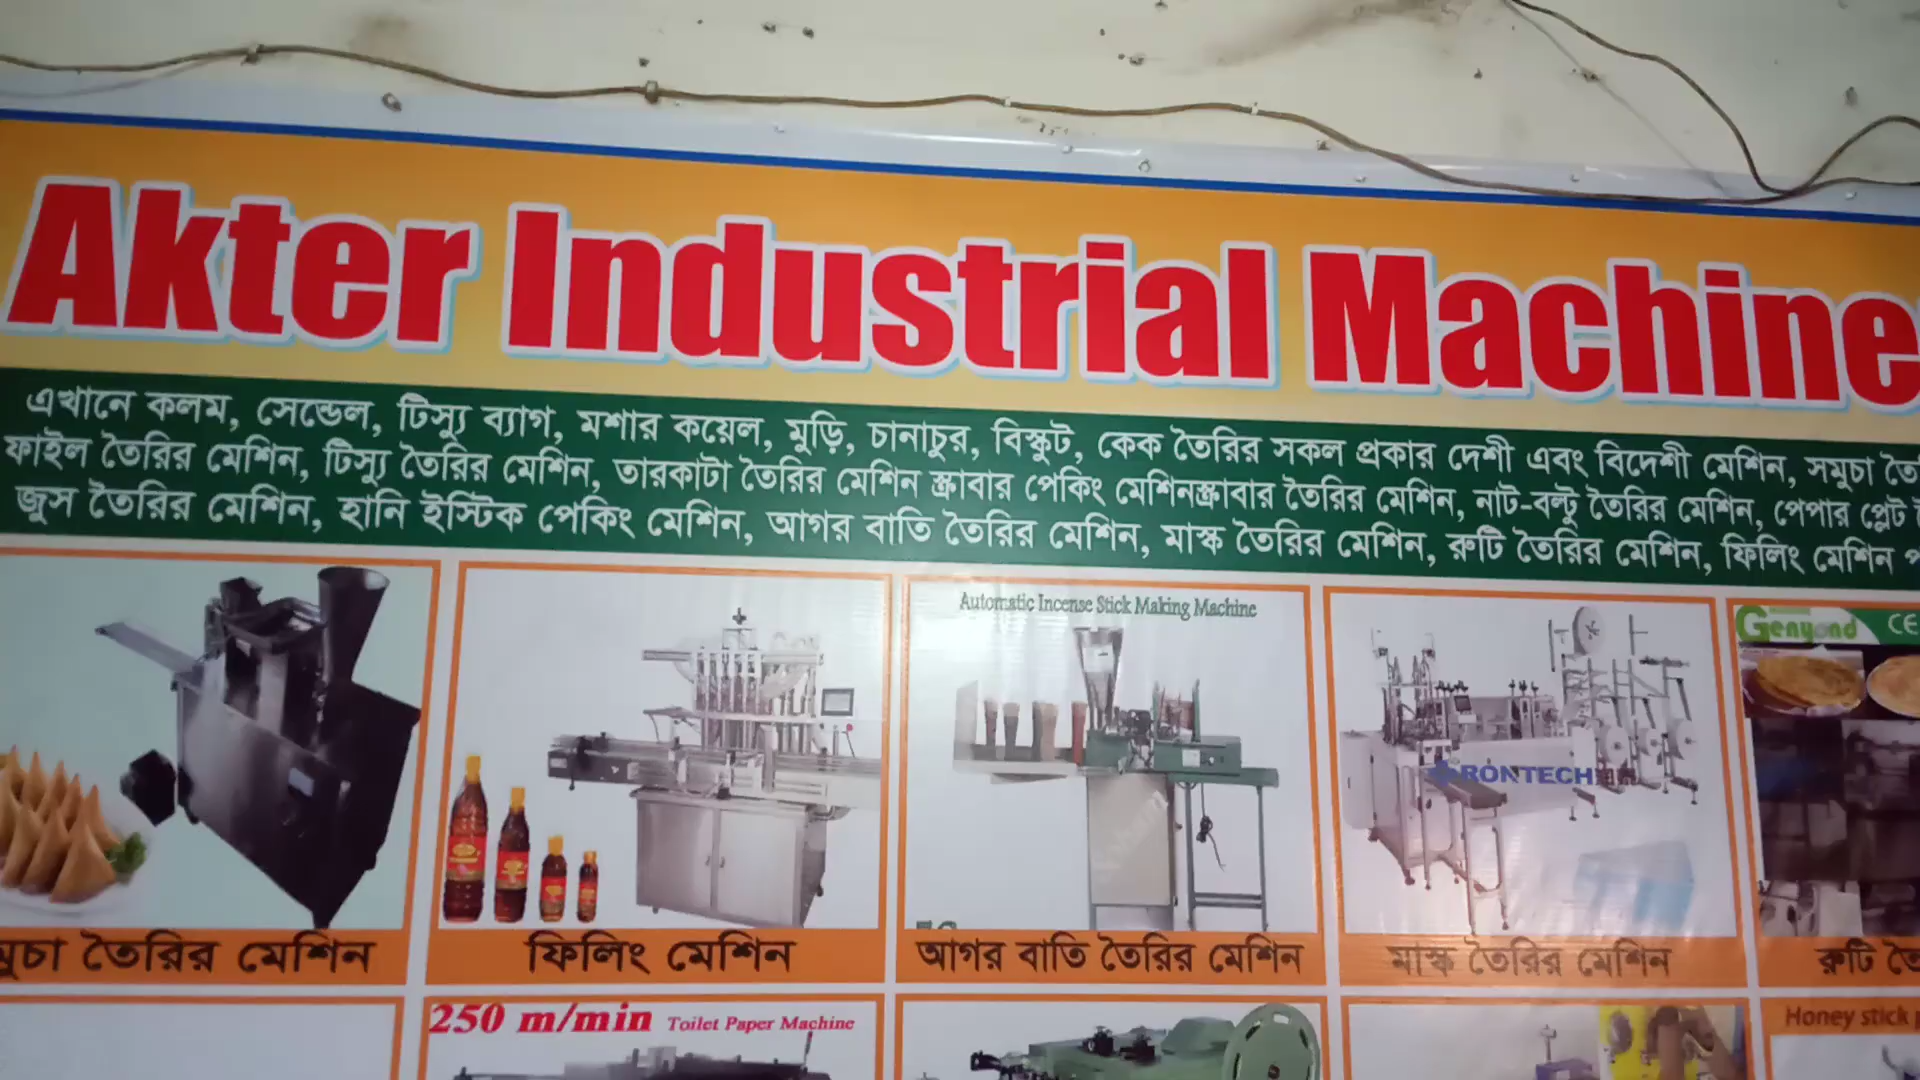 Akter Industrial Machine
এখানে কলম, সেন্ডেল, টিস্যু ব্যাগ, মশার কয়েল, মুড়ি, চানাচুর, বিস্কুট, কেক তৈরির সকল প্রকার দেশী এবং বিদেশী মেশিন, সমুচা তৈ
ফাইল তৈরির মেশিন, টিস্যু তৈরির মেশিন, তারকাটা তৈরির মেশিন স্ক্রাবার পেকিং মেশিনস্ক্রাবার তৈরির মেশিন, নাট-বল্টু তৈরির মেশিন, পেপার প্লেট
জুস তৈরির মেশিন, হানি ইস্টিক পেকিং মেশিন, আগর বাতি তৈরির মেশিন, মাস্ক তৈরির মেশিন, রুটি তৈরির মেশিন, ফিলিং মেশিন
Automatic Incense Stick Making Machine
Genyond CE
RONTECH
মুচা তৈরির মেশিন
ফিলিং মেশিন
আগর বাতি তৈরির মেশিন
মাস্ক তৈরির মেশিন
রুটি তৈ
250 m/min Toilet Paper Machine
Honey stick